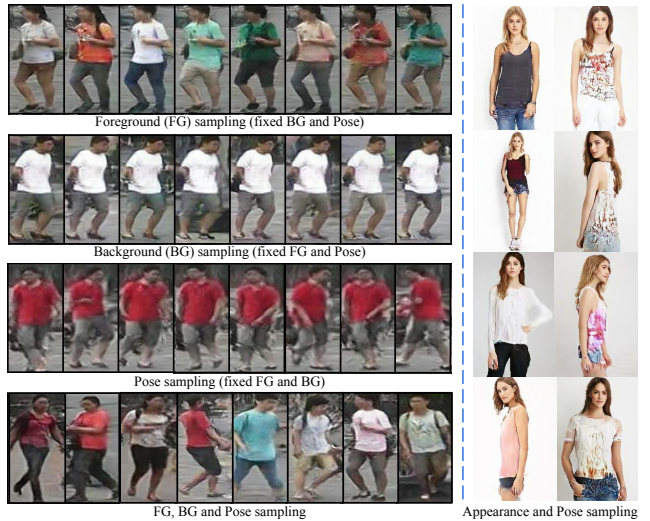 Foreground (FG) sampling (fixed BG and Pose)
Background (BG) sampling (fixed FG and Pose)
Pose sampling (fixed FG and BG)
FG, BG and Pose sampling
Appearance and Pose sampling